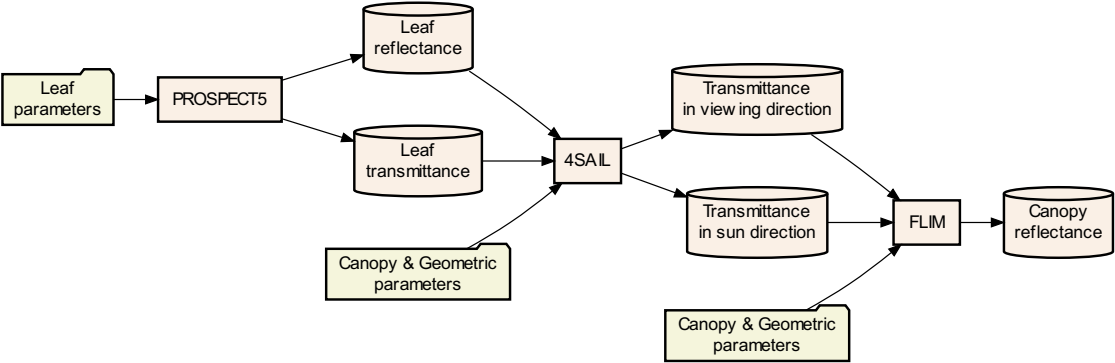 Leaf
parameters
PROSPECT5
Leaf
reflectance
Leaf
transmittance
Canopy & Geometric
parameters
4SAIL
Transmittance
in viewing direction
Transmittance
in sun direction
Canopy & Geometric
parameters
FLIM
Canopy
reflectance